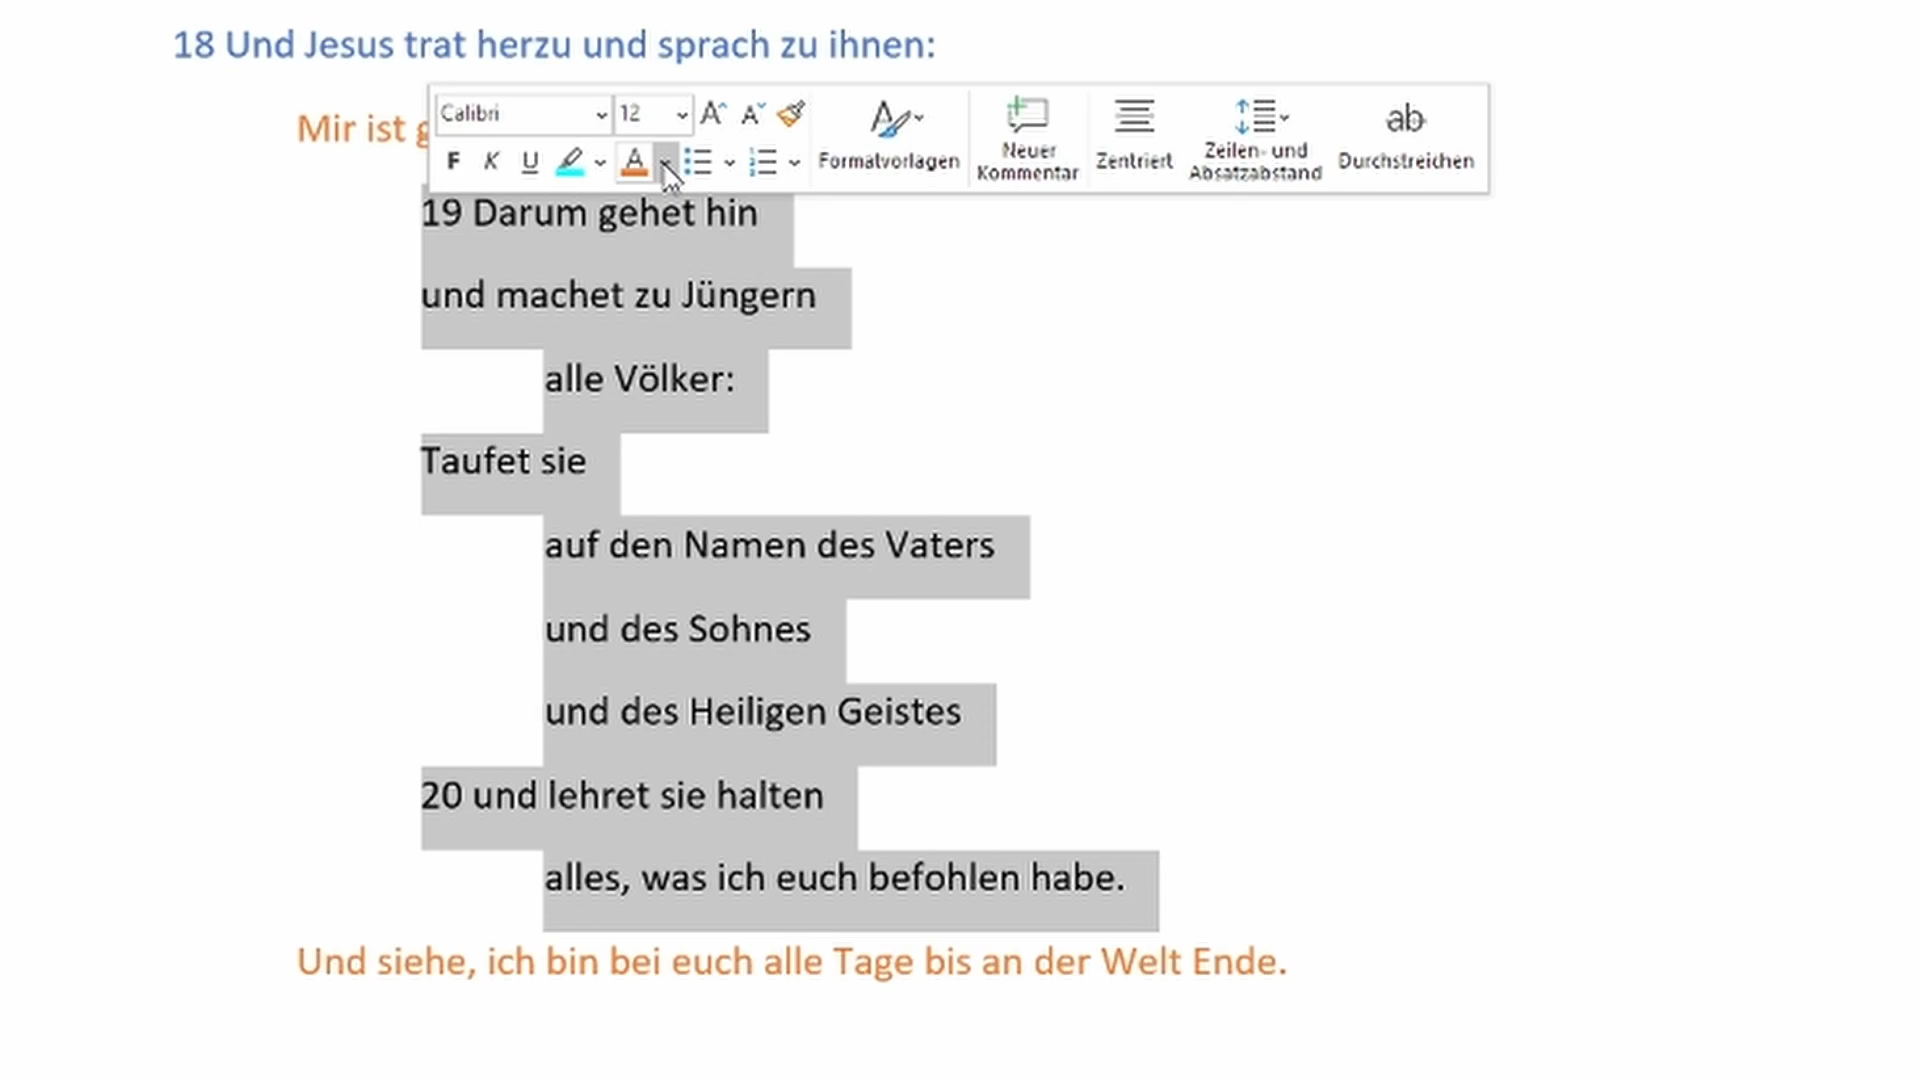 18 Und Jesus trat herzu und sprach zu ihnen:
Mir ist
Calibri 12
F K U A
Formatvorlagen
Neuer Kommentar
Zentriert
Zeilen- und Absatzabstand
ab
Durchstreichen
19 Darum gehet hin
und machet zu Jüngern
alle Völker:
Taufet sie
auf den Namen des Vaters
und des Sohnes
und des Heiligen Geistes
20 und lehret sie halten
alles, was ich euch befohlen habe.
Und siehe, ich bin bei euch alle Tage bis an der Welt Ende.